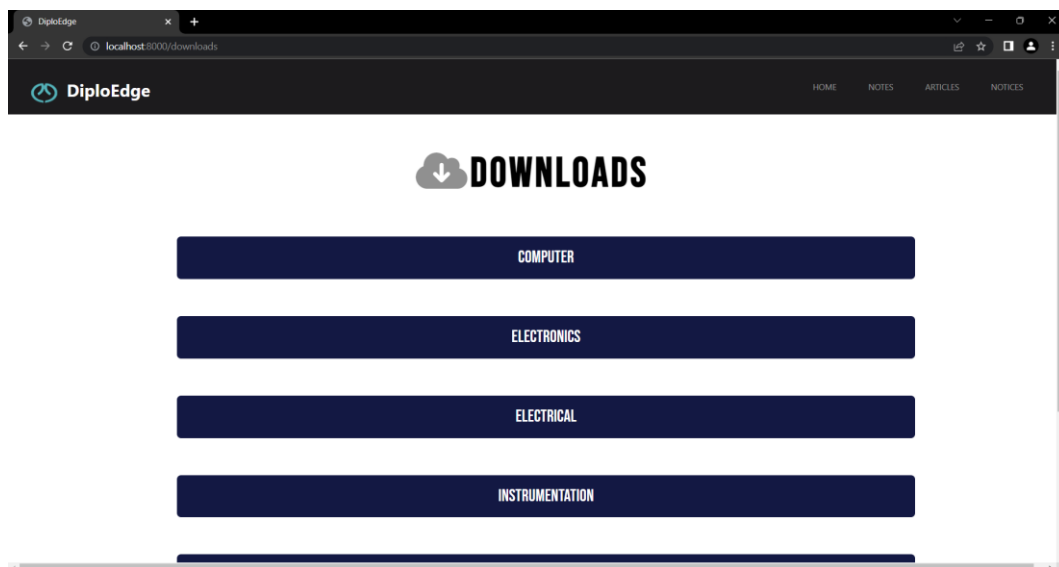 DiploEdge
localhost:8000/downloads
DiploEdge
HOME NOTES ARTICLES NOTICES
DOWNLOADS
COMPUTER
ELECTRONICS
ELECTRICAL
INSTRUMENTATION